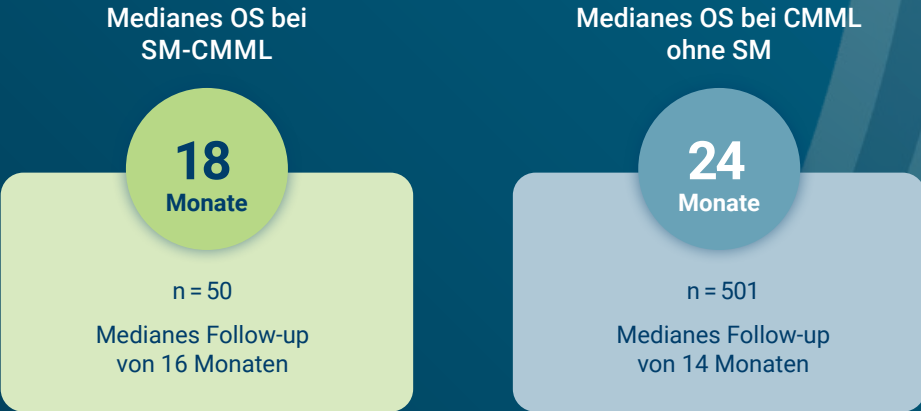 Medianes OS bei
SM-CMML
18
Monate
n = 50
Medianes Follow-up
von 16 Monaten
Medianes OS bei CMML
ohne SM
24
Monate
n = 501
Medianes Follow-up
von 14 Monaten